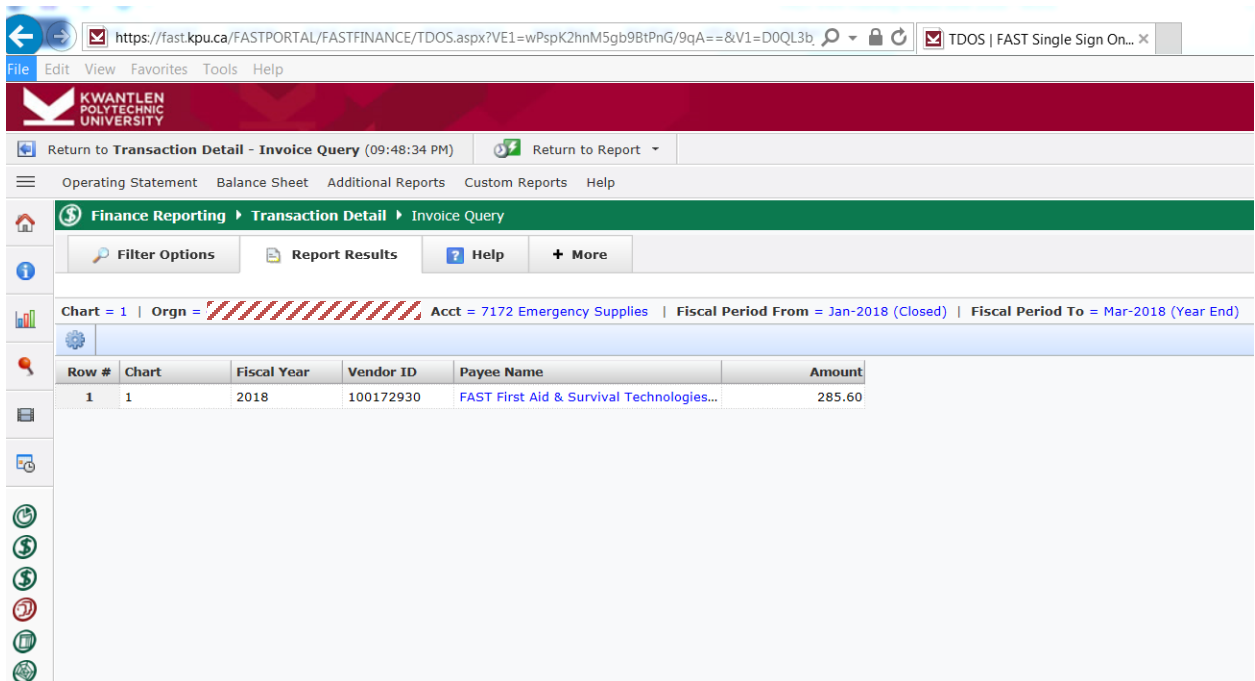 https://fast.kpu.ca/FASTPORTAL/FASTFINANCE/TDOS.aspx?VE1=wPspK2hnM5gb9BtPnG/9qA==&V1=D0QL3b, TDOS | FAST Single Sign On... ×
File Edit View Favorites Tools Help
KWANTLEN
POLYTECHNIC
UNIVERSITY
Return to Transaction Detail - Invoice Query (09:48:34 PM) Return to Report
Operating Statement Balance Sheet Additional Reports Custom Reports Help
Finance Reporting Transaction Detail Invoice Query
Filter Options Report Results ? Help + More
Chart = 1 | Orgn = Acct = 7172 Emergency Supplies | Fiscal Period From = Jan-2018 (Closed) | Fiscal Period To = Mar-2018 (Year End)
Row # Chart Fiscal Year Vendor ID Payee Name Amount
1 1 2018 100172930 FAST First Aid & Survival Technologies... 285.60